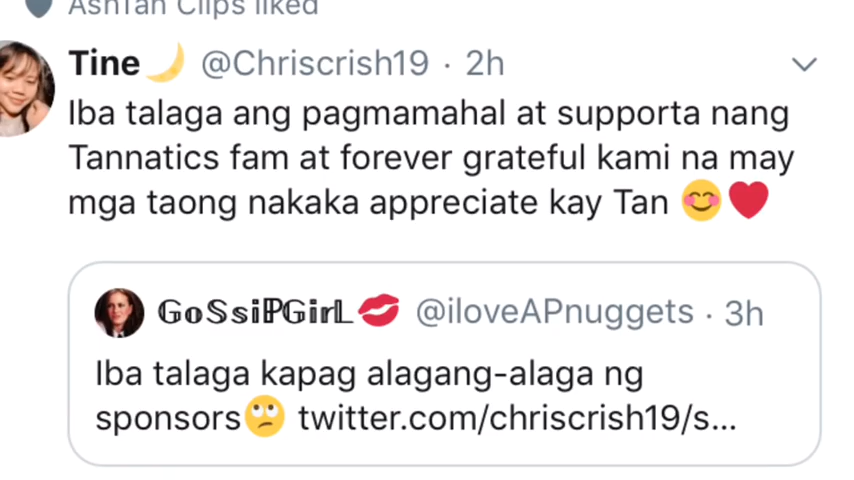 AshTan Clips liked
Tine🌙 @Chriscrish19 · 2h
Iba talaga ang pagmamahal at supporta nang
Tannatics fam at forever grateful kami na may
mga taong nakaka appreciate kay Tan 😊❤️
𝔾𝕠𝕊𝕤𝕚ℙ𝔾𝕚𝕣𝕃💋 @iloveAPnuggets · 3h
Iba talaga kapag alagang-alaga ng
sponsors🙄 twitter.com/chriscrish19/s...